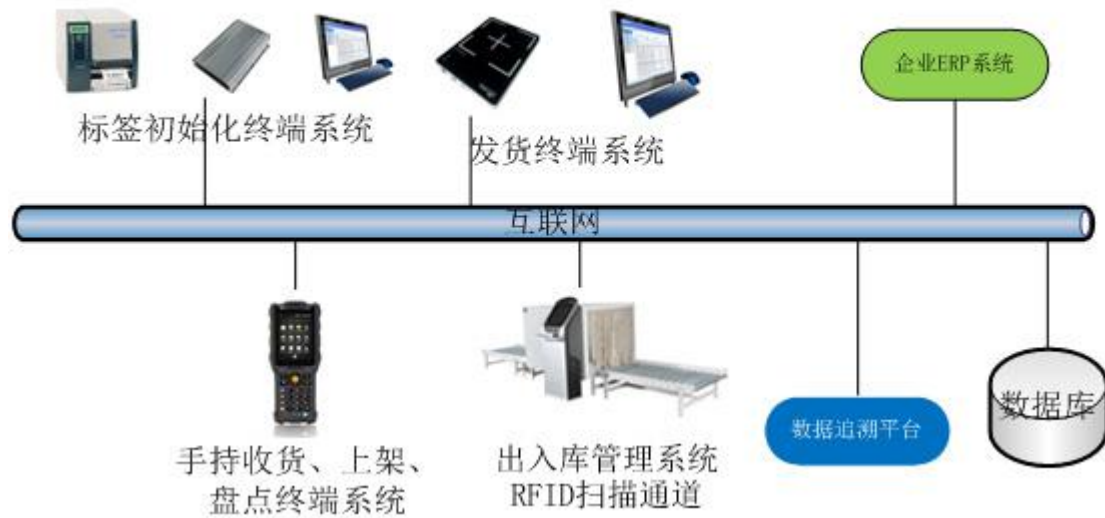 企业ERP系统
标签初始化终端系统
发货终端系统
互联网
手持收货、上架、
盘点终端系统
出入库管理系统
RFID扫描通道
数据追溯平台
数据库